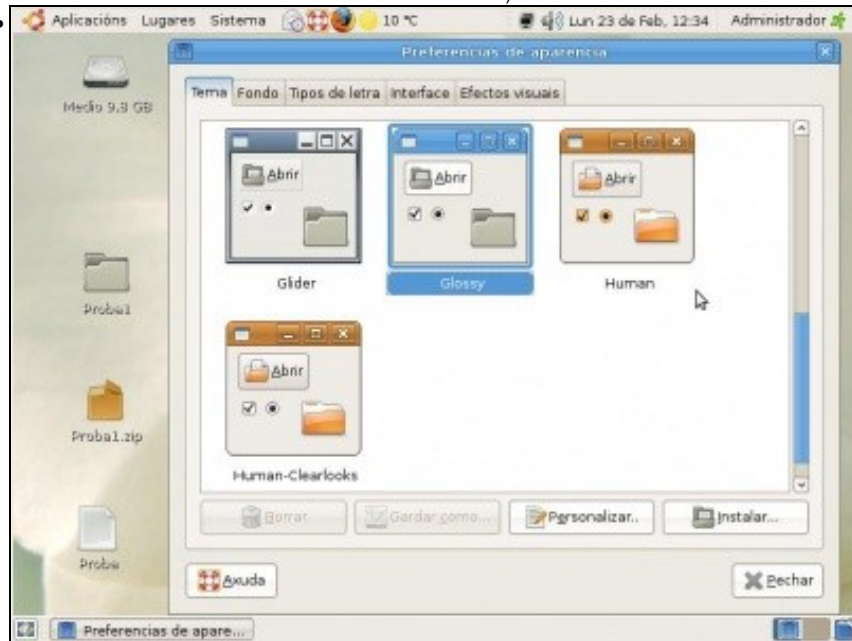 Aplicacións Lugares Sistema 10 °C Lun 23 de Feb, 12:34 Administrador
Preferencias de aparencia
Medio 9.8 GB
Tema Fondo Tipos de letra Interface Efectos visuais
Abrir Abrir Abrir
Glider Glossy Human
Proba1
Abrir
Proba1.zip
Human-Clearlooks
Borrar Gardar como... Personalizar... Instalar...
Proba
Axuda Pechar
Preferencias de apare...